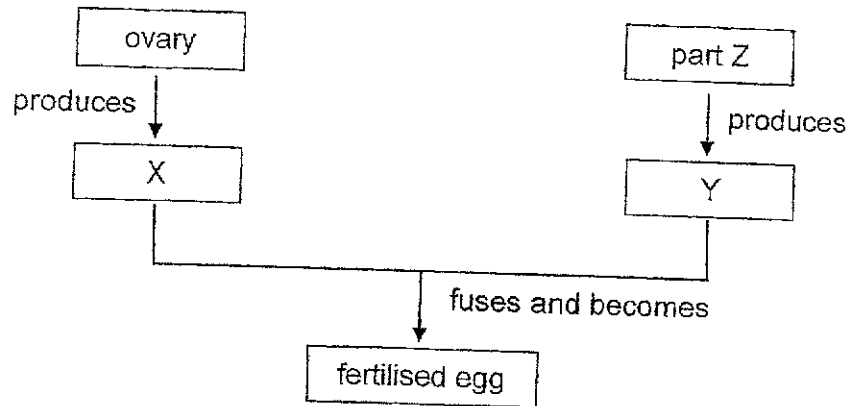 ovary
part Z
produces
produces
X
Y
fuses and becomes
fertilised egg